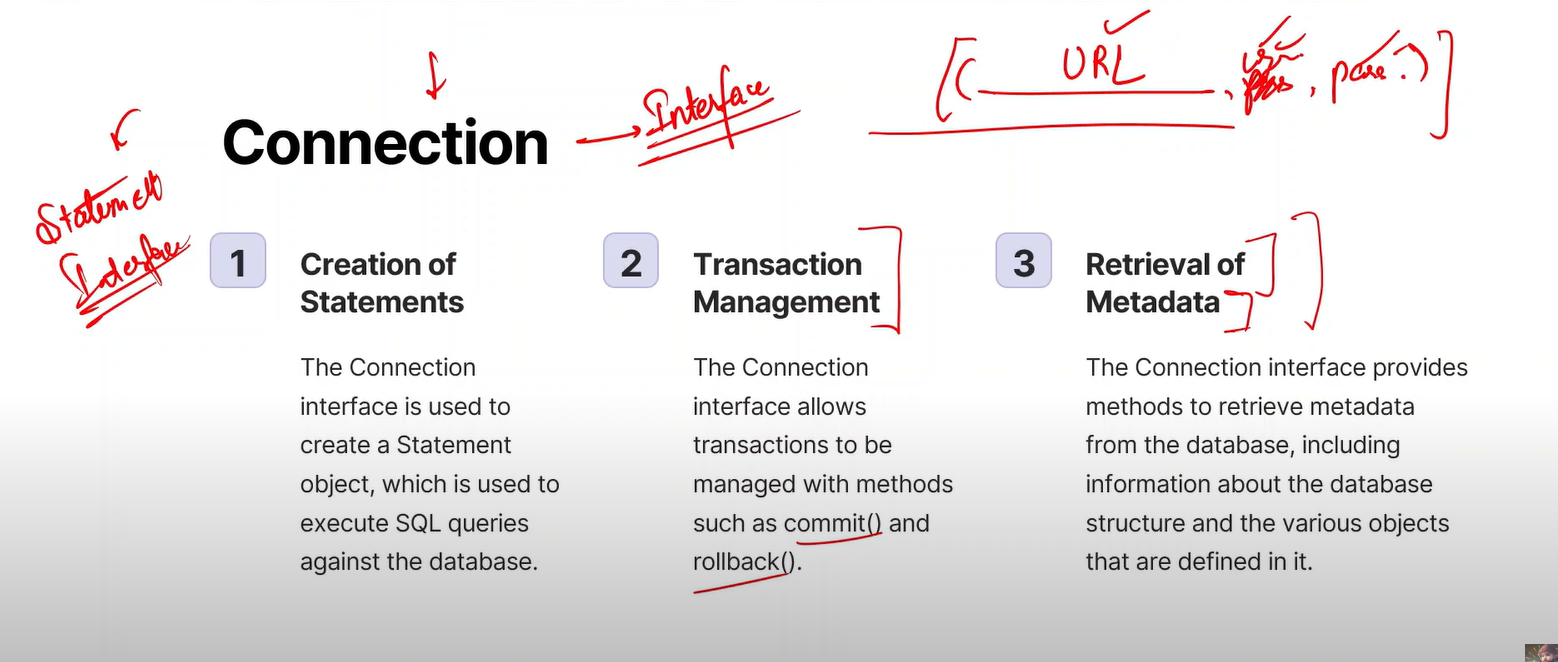 URL
Connection
Interface
Interface
1
Creation of
Statements
The Connection
interface is used to
create a Statement
object, which is used to
execute SQL queries
against the database.
2
Transaction
Management
The Connection
interface allows
transactions to be
managed with methods
such as commit() and
rollback().
3
Retrieval of
Metadata
The Connection interface provides
methods to retrieve metadata
from the database, including
information about the database
structure and the various objects
that are defined in it.